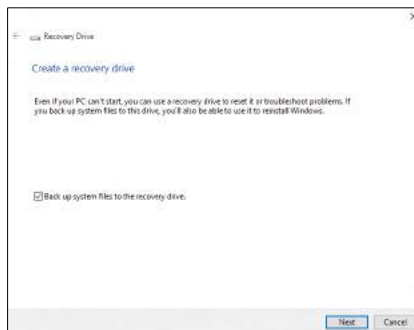 Recovery Drive
Create a recovery drive
Even if your PC can't start, you can use a recovery drive to reset it or troubleshoot problems. If
you back up system files to this drive, you'll also be able to use it to reinstall Windows.
Back up system files to the recovery drive.
Next Cancel